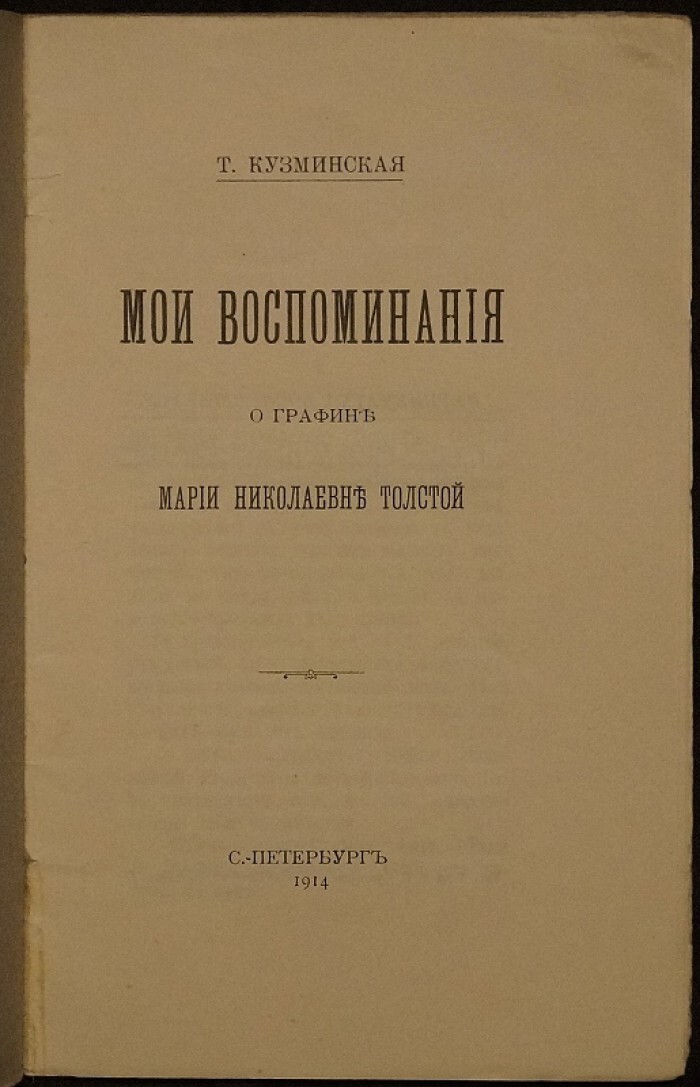 Т. КУЗМИНСКАЯ
МОИ ВОСПОМИНАНІЯ
О ГРАФИНѢ
МАРІИ НИКОЛАЕВНѢ ТОЛСТОЙ
С.-ПЕТЕРБУРГЪ
1914